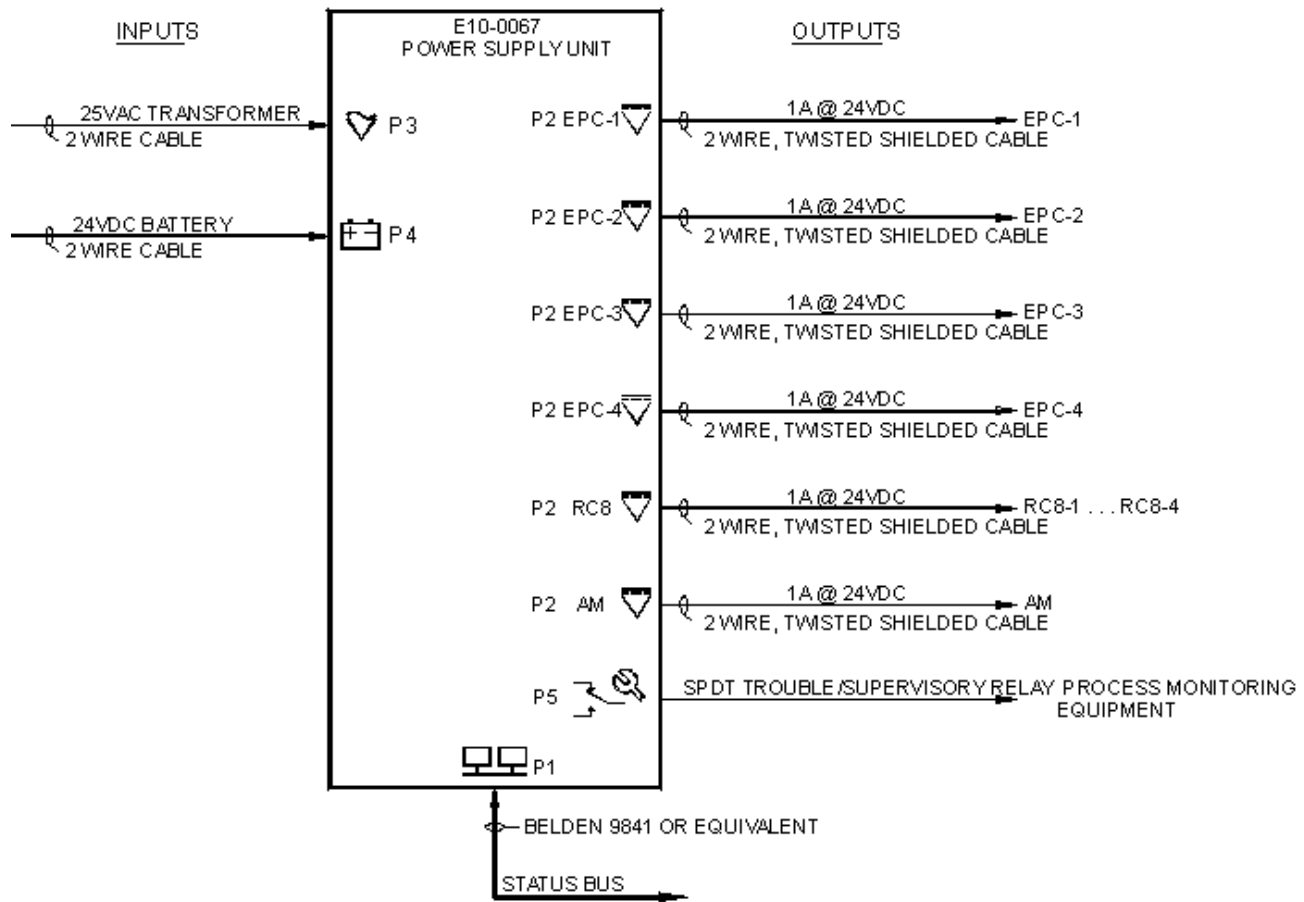 INPUTS
E10-0067
POWER SUPPLY UNIT
OUTPUTS
25VAC TRANSFORMER
2 WIRE CABLE
P3
P2 EPC-1
1A @ 24VDC
EPC-1
2 WIRE, TWISTED SHIELDED CABLE
24VDC BATTERY
2 WIRE CABLE
P4
P2 EPC-2
1A @ 24VDC
EPC-2
2 WIRE, TWISTED SHIELDED CABLE
P2 EPC-3
1A @ 24VDC
EPC-3
2 WIRE, TWISTED SHIELDED CABLE
P2 EPC-4
1A @ 24VDC
EPC-4
2 WIRE, TWISTED SHIELDED CABLE
P2 RC8
1A @ 24VDC
RC8-1 ... RC8-4
2 WIRE, TWISTED SHIELDED CABLE
P2 AM
1A @ 24VDC
AM
2 WIRE, TWISTED SHIELDED CABLE
P5
SPDT TROUBLE/SUPERVISORY RELAY PROCESS MONITORING
EQUIPMENT
P1
BELDEN 9841 OR EQUIVALENT
STATUS BUS